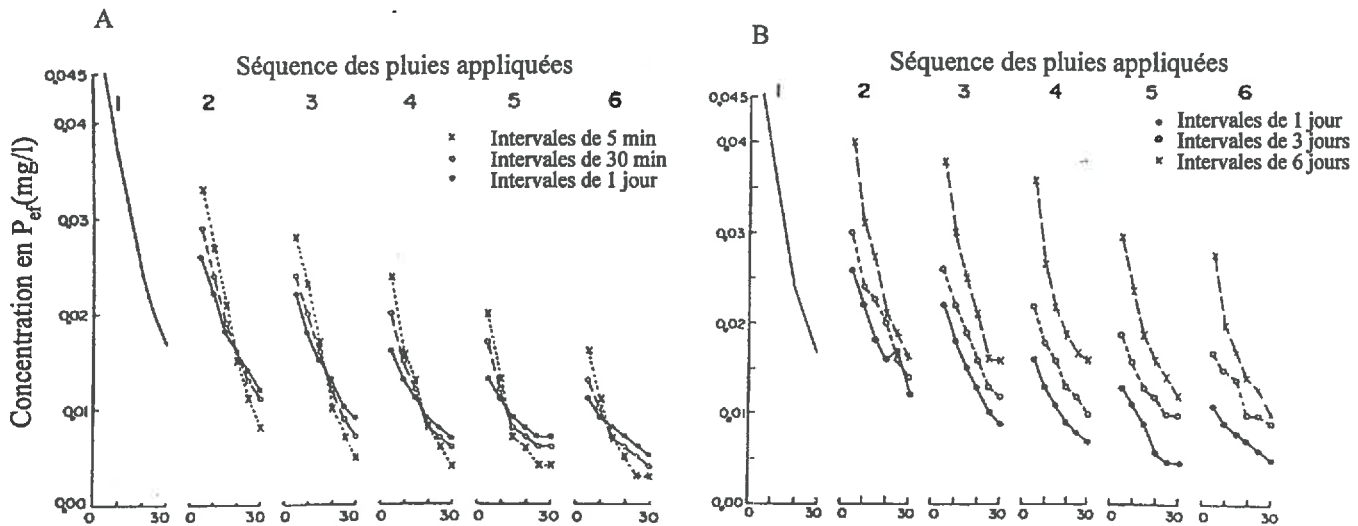 A
Séquence des pluies appliquées
1 2 3 4 5 6
Intervales de 5 min
Intervales de 30 min
Intervales de 1 jour
Concentration en Pef(mg/l)
0,045
0,04
0,03
0,02
0,01
0,00
0 30 0 30 0 30 0 30 0 30 0 30
B
Séquence des pluies appliquées
1 2 3 4 5 6
Intervales de 1 jour
Intervales de 3 jours
Intervales de 6 jours
0,045
0,04
0,03
0,02
0,01
0,00
0 30 0 30 0 30 0 30 0 30 0 30